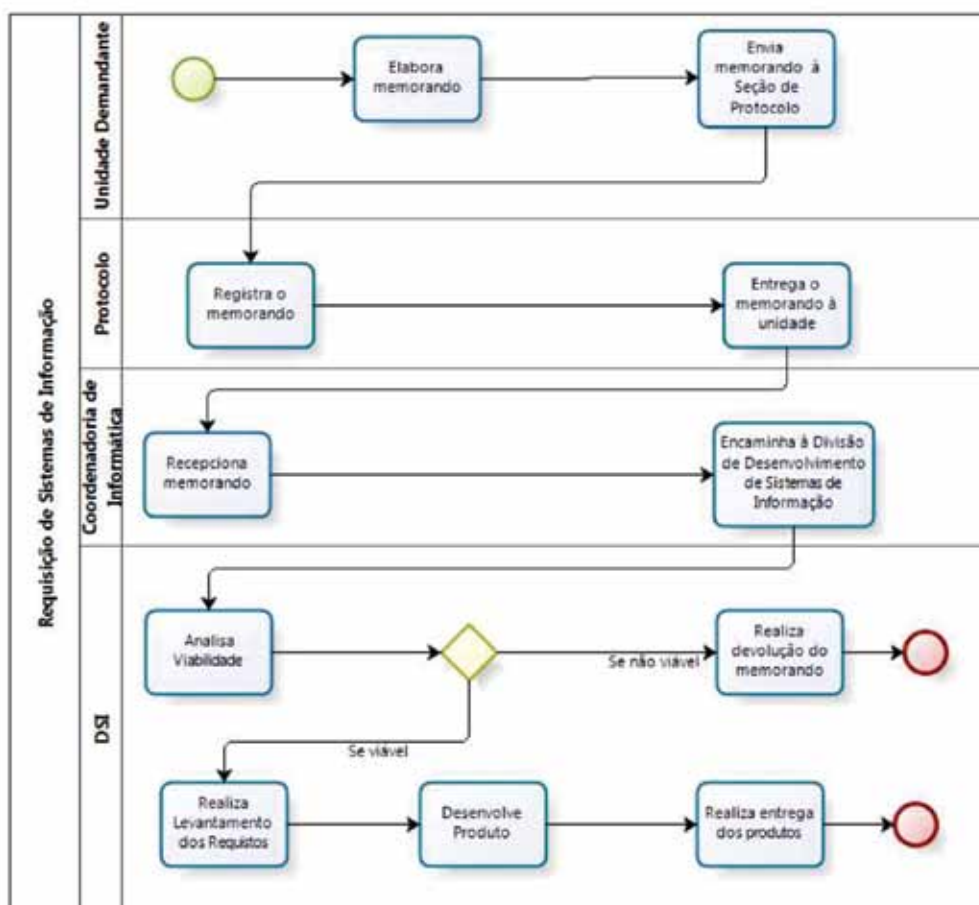 Requisição de Sistemas de Informação
Unidade Demandante
Elabora
memorando
Envia
memorando à
Seção de
Protocolo
Protocolo
Registra o
memorando
Entrega o
memorando à
unidade
Coordenadoria de
Informática
Recepciona
memorando
Encaminha à Divisão
de Desenvolvimento
de Sistemas de
Informação
DSI
Analisa
Viabilidade
Se não viável
Realiza
devolução do
memorando
Se viável
Realiza
Levantamento
dos Requistos
Desenvolve
Produto
Realiza entrega
dos produtos